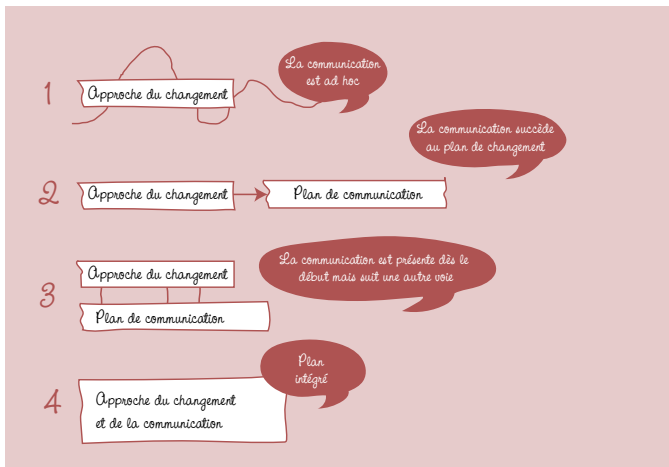 La communication
est ad hoc
1
Approche du changement
La communication succède
au plan de changement
2
Approche du changement
Plan de communication
La communication est présente dès le
début mais suit une autre voie
3
Approche du changement
Plan de communication
Plan
intégré
4
Approche du changement
et de la communication